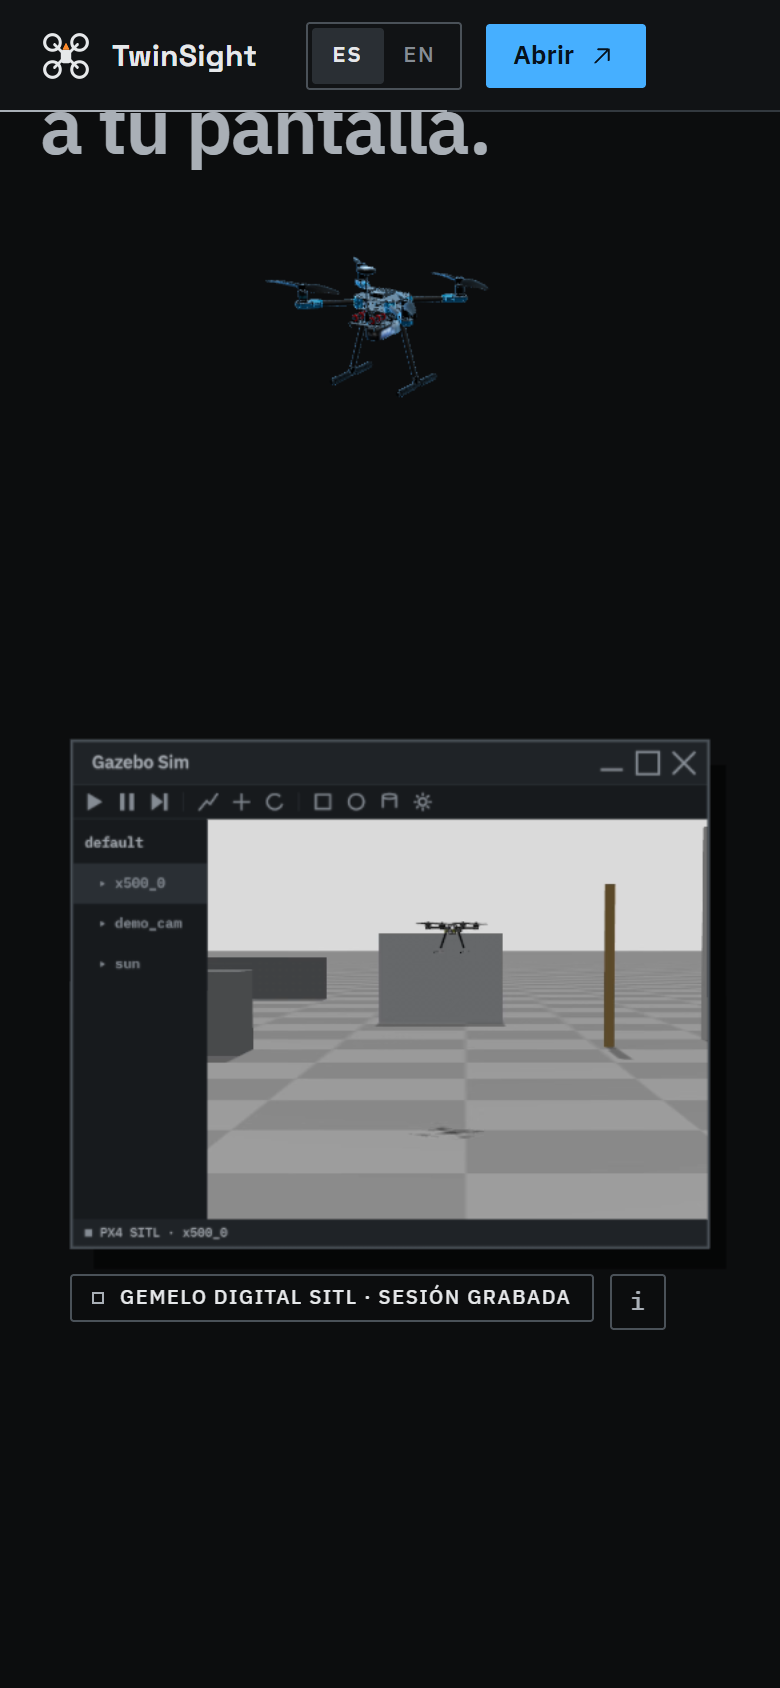 TwinSight
ES EN
Abrir
a tu pantalla.
Gazebo Sim
default
x500_0
demo_cam
sun
PX4 SITL · x500_0
GEMELO DIGITAL SITL · SESIÓN GRABADA
i